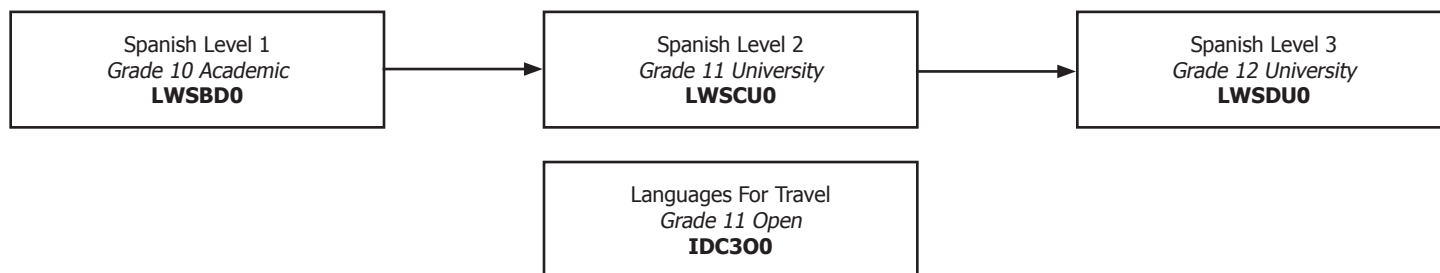 Spanish Level 1
Grade 10 Academic
LWSBD0
Spanish Level 2
Grade 11 University
LWSCU0
Spanish Level 3
Grade 12 University
LWSDU0
Languages For Travel
Grade 11 Open
IDC3O0